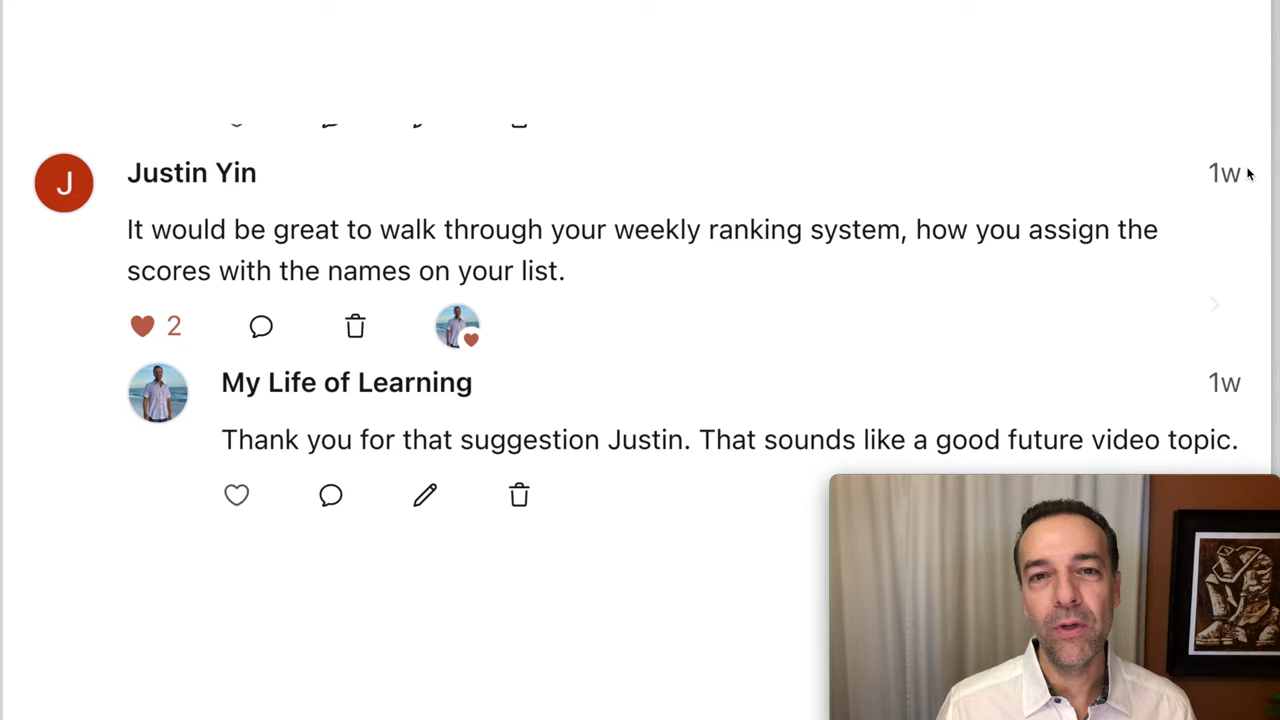 J
Justin Yin
1w
It would be great to walk through your weekly ranking system, how you assign the
scores with the names on your list.
2
My Life of Learning
1w
Thank you for that suggestion Justin. That sounds like a good future video topic.